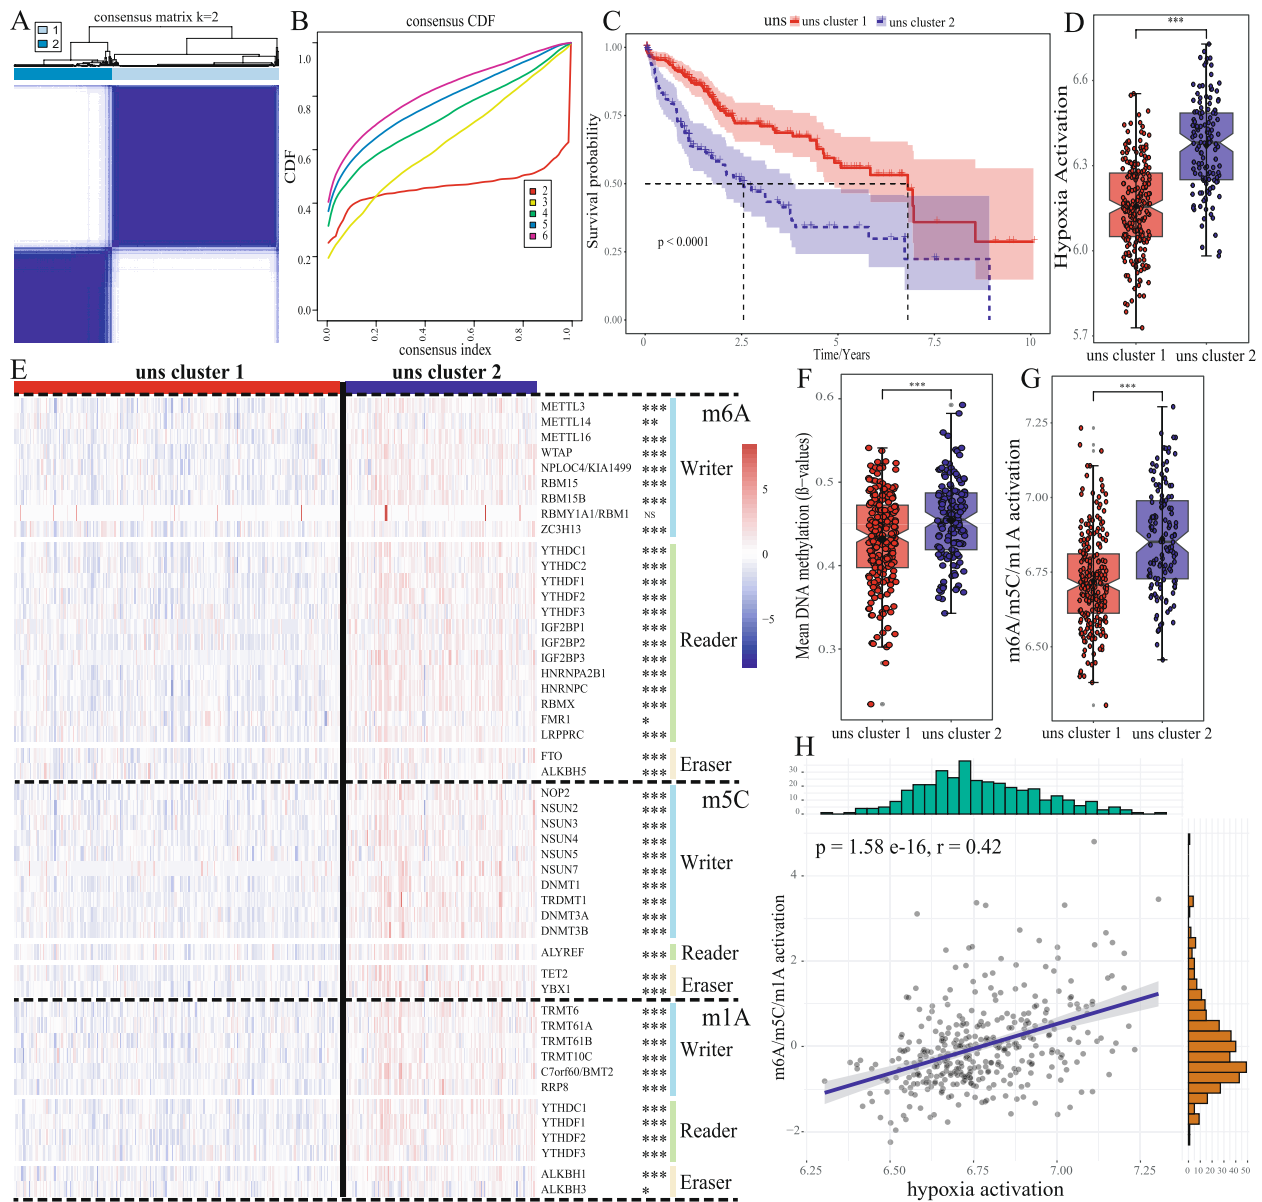 A
consensus matrix k=2
1
2
B
consensus CDF
CDF
1.0
0.8
0.6
0.4
0.2
0.0
0.0
0.2
0.4
0.6
0.8
1.0
consensus index
2
3
4
5
6
C
uns
uns cluster 1
uns cluster 2
Survival probability
1.00
0.75
0.50
0.25
0.00
p < 0.0001
0
2.5
5
7.5
10
Time/Years
D
***
Hypoxia Activation
6.6
6.3
6.0
5.7
uns cluster 1
uns cluster 2
E
uns cluster 1
uns cluster 2
m6A
METTL3 ***
METTL14 **
METTL16 ***
WTAP ***
NPLOC4/KIA1499 ***
RBM15 ***
RBM15B ***
RBMY1A1/RBM1 NS
ZC3H13 ***
Writer
YTHDC1 ***
YTHDC2 ***
YTHDF1 ***
YTHDF2 ***
YTHDF3 ***
IGF2BP1 ***
IGF2BP2 ***
IGF2BP3 ***
HNRNPA2B1 ***
HNRNPC ***
RBMX ***
FMR1 *
LRPPRC ***
Reader
FTO ***
ALKBH5 ***
Eraser
5
0
−5
m5C
NOP2 ***
NSUN2 ***
NSUN3 ***
NSUN4 ***
NSUN5 ***
NSUN7 ***
DNMT1 ***
TRDMT1 ***
DNMT3A ***
DNMT3B ***
Writer
ALYREF ***
Reader
TET2 ***
YBX1 ***
Eraser
m1A
TRMT6 ***
TRMT61A ***
TRMT61B ***
TRMT10C ***
C7orf60/BMT2 ***
RRP8 ***
Writer
YTHDC1 ***
YTHDF1 ***
YTHDF2 ***
YTHDF3 ***
Reader
ALKBH1 ***
ALKBH3 *
Eraser
F
***
Mean DNA methylation (ß−values)
0.6
0.5
0.4
0.3
uns cluster 1
uns cluster 2
G
***
m6A/m5C/m1A activation
7.25
7.00
6.75
6.50
uns cluster 1
uns cluster 2
H
30
20
10
0
p = 1.58 e-16, r = 0.42
m6A/m5C/m1A activation
4
2
0
−2
6.25
6.50
6.75
7.00
7.25
hypoxia activation
0 10 20 30 40 50